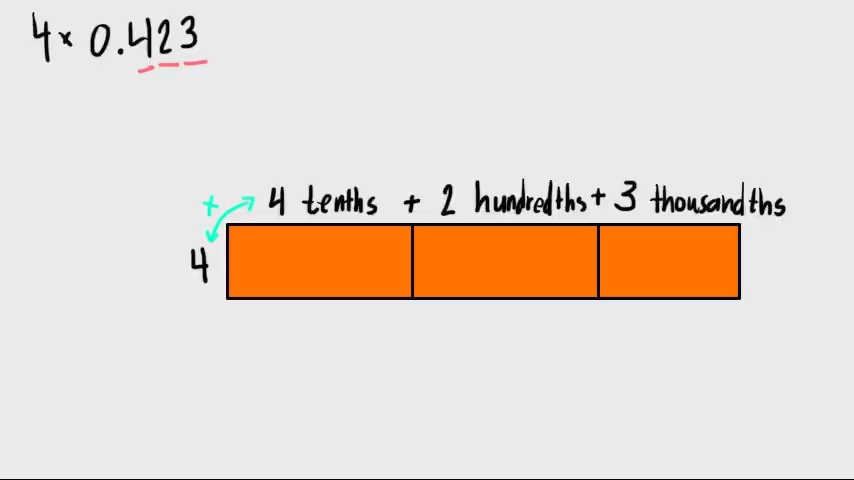 4 × 0.423
+ 4 tenths + 2 hundredths + 3 thousandths
4